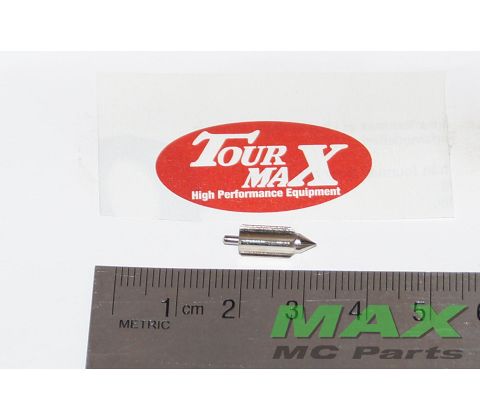 TOUR MAX
High Performance Equipment
1 cm 2 3 4 5
METRIC
MAX
MC Parts